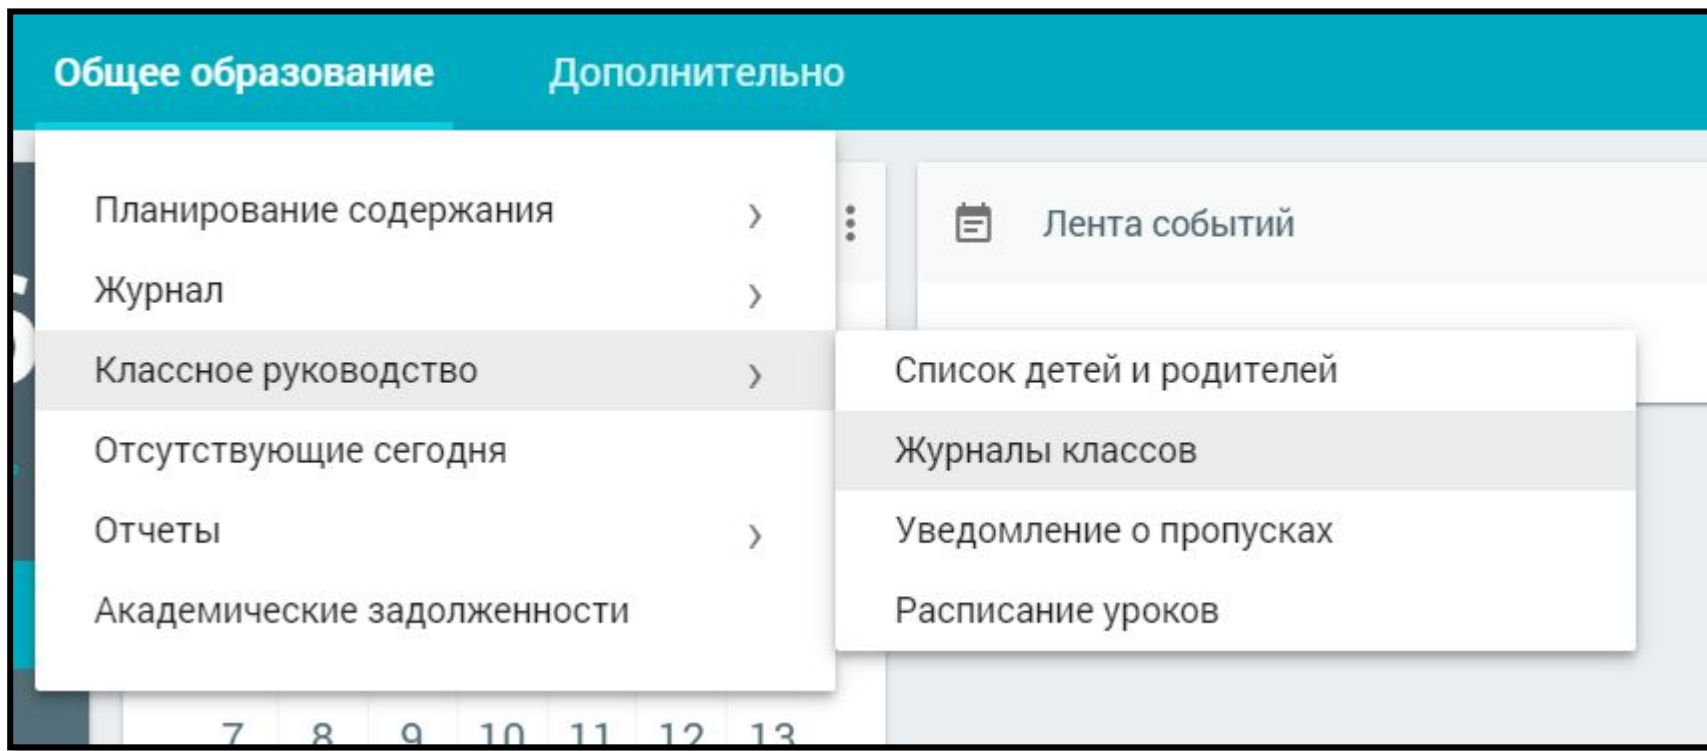 Общее образование Дополнительно
Планирование содержания
Журнал
Классное руководство
Отсутствующие сегодня
Отчеты
Академические задолженности
Лента событий
Список детей и родителей
Журналы классов
Уведомление о пропусках
Расписание уроков
7 8 9 10 11 12 13